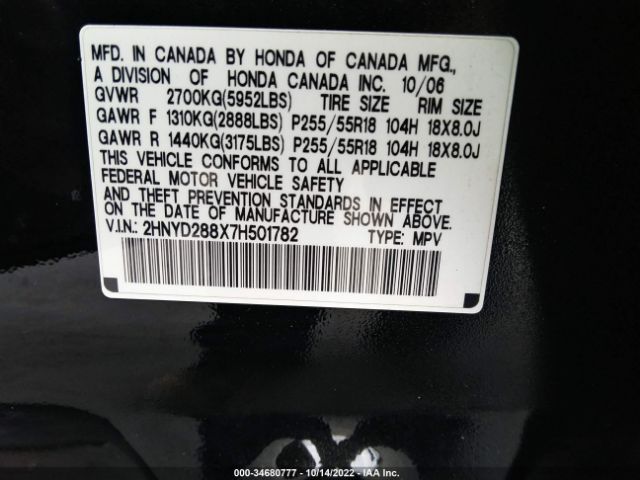 MFD. IN CANADA BY HONDA OF CANADA MFG.,
A DIVISION OF HONDA CANADA INC. 10/06
GVWR 2700KG(5952LBS) TIRE SIZE RIM SIZE
GAWR F 1310KG(2888LBS) P255/55R18 104H 18X8.0J
GAWR R 1440KG(3175LBS) P255/55R18 104H 18X8.0J
THIS VEHICLE CONFORMS TO ALL APPLICABLE
FEDERAL MOTOR VEHICLE SAFETY
AND THEFT PREVENTION STANDARDS IN EFFECT
ON THE DATE OF MANUFACTURE SHOWN ABOVE.
V.I.N.: 2HNYD288X7H501782 TYPE: MPV
000-34680777 - 10/14/2022 - IAA Inc.